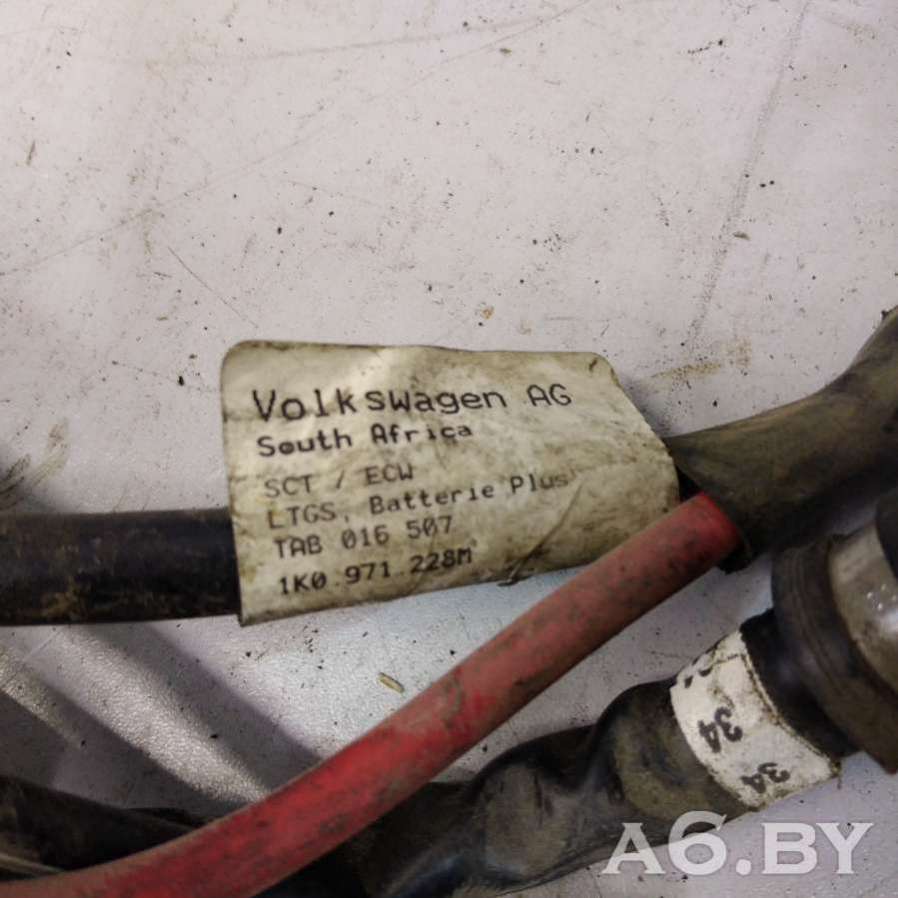 Volkswagen AG
South Africa
SCT / ECW
LTGS, Batterie Plus
TAB 016 507
1K0 971 228M
34
34
A6.BY